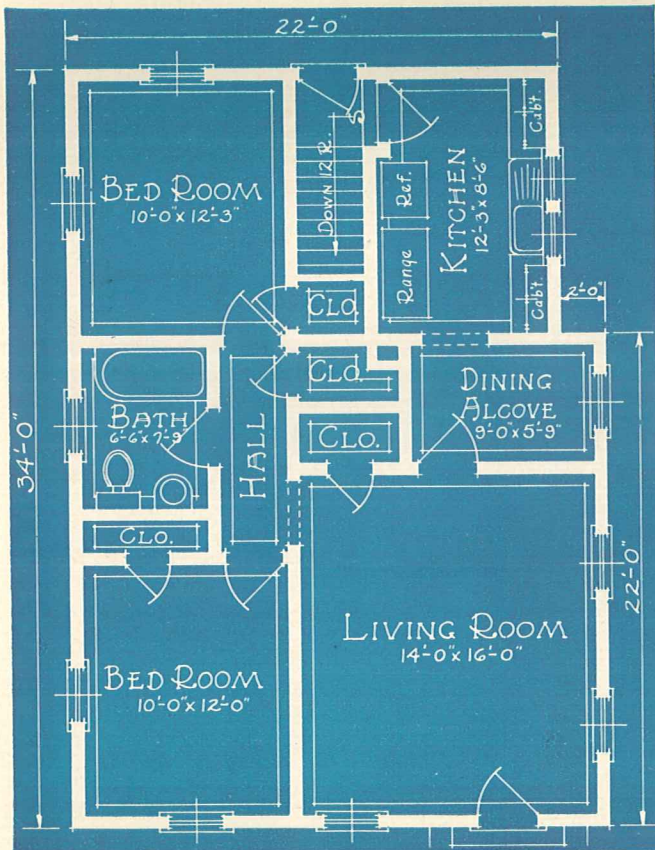 22'-0"
BED ROOM
10'-0" x 12'-3"
DOWN 12 R.
S
Ref.
Range
KITCHEN
12'-3" x 8'-6"
Cab't.
Cab't.
2'-0"
CLO.
CLO.
CLO.
DINING
ALCOVE
9'-0" x 5'-9"
BATH
6'-6" x 7'-9"
HALL
34'-0"
CLO.
BED ROOM
10'-0" x 12'-0"
LIVING ROOM
14'-0" x 16'-0"
22'-0"